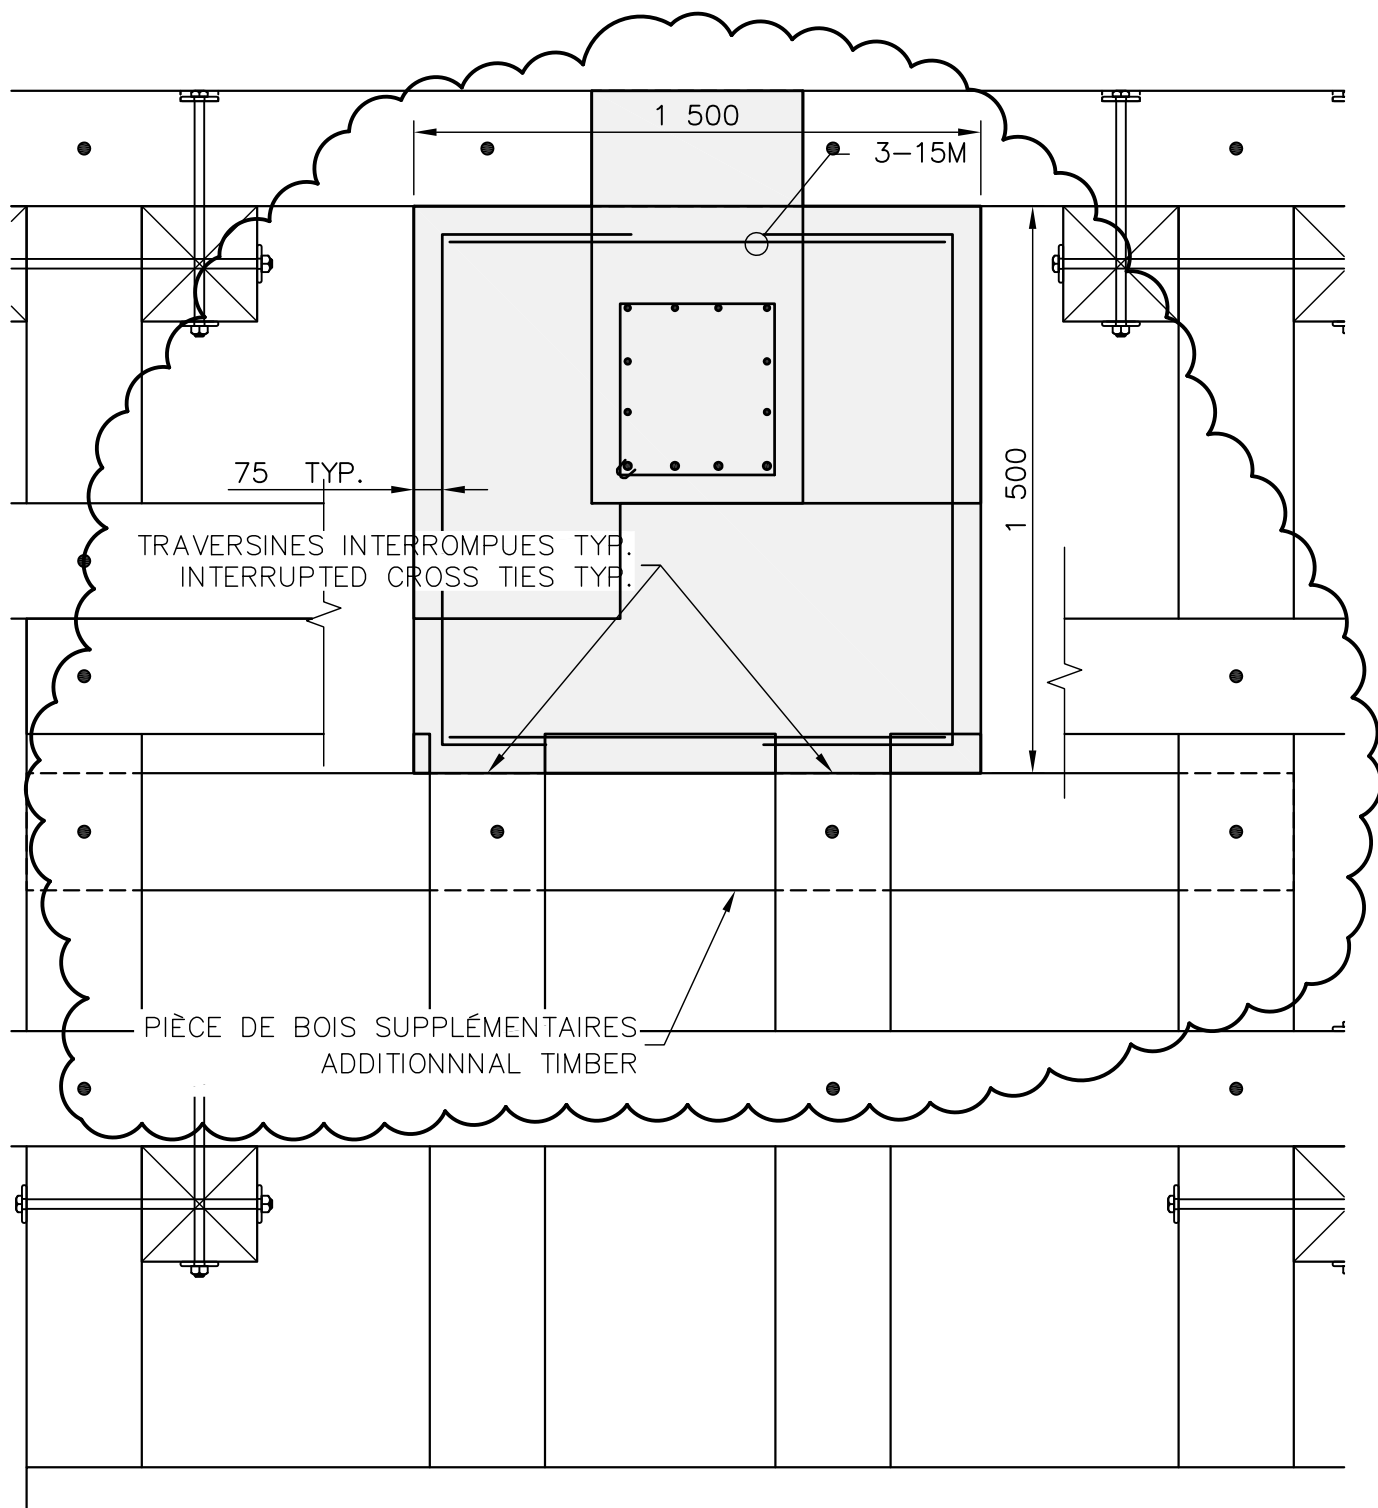 1 500
3-15M
75 TYP.
1 500
TRAVERSINES INTERROMPUES TYP.
INTERRUPTED CROSS TIES TYP.
PIÈCE DE BOIS SUPPLÉMENTAIRES
ADDITIONNNAL TIMBER